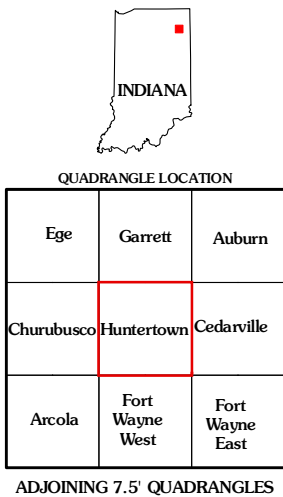 INDIANA
QUADRANGLE LOCATION
Ege Garrett Auburn
Churubusco Huntertown Cedarville
Arcola Fort Wayne West Fort Wayne East
ADJOINING 7.5' QUADRANGLES